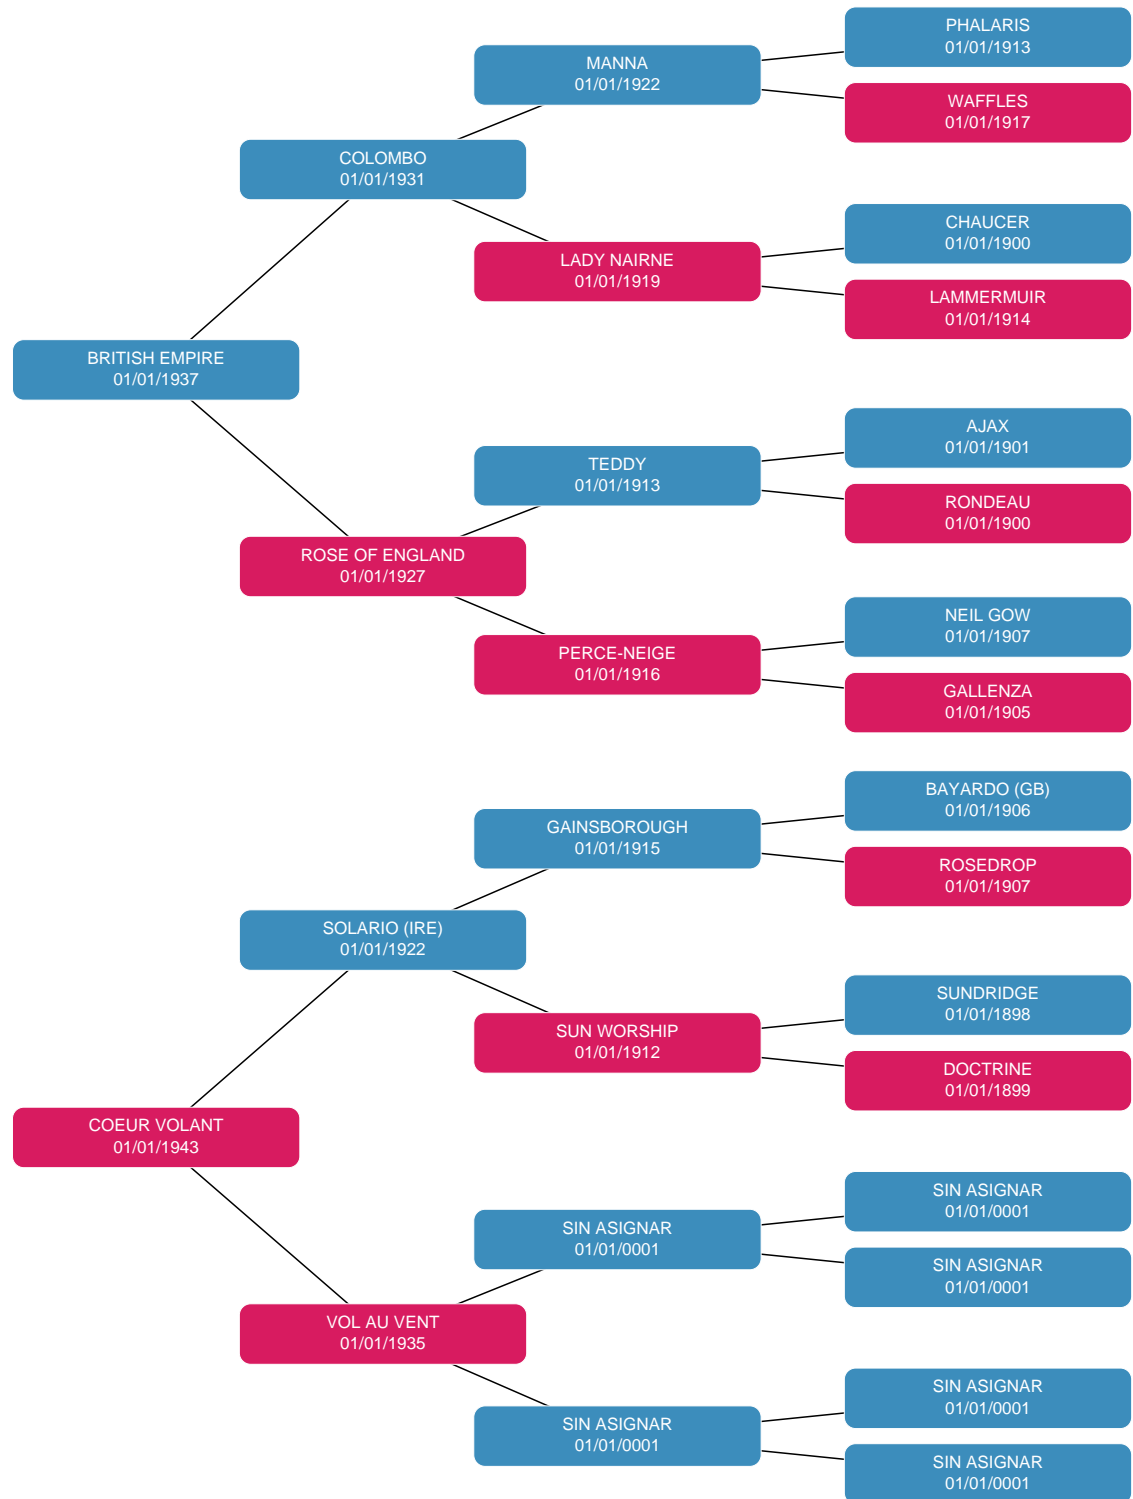 PHALARIS
01/01/1913
MANNA
01/01/1922
WAFFLES
01/01/1917
COLOMBO
01/01/1931
CHAUCER
01/01/1900
LADY NAIRNE
01/01/1919
LAMMERMUIR
01/01/1914
BRITISH EMPIRE
01/01/1937
AJAX
01/01/1901
TEDDY
01/01/1913
RONDEAU
01/01/1900
ROSE OF ENGLAND
01/01/1927
NEIL GOW
01/01/1907
PERCE-NEIGE
01/01/1916
GALLENZA
01/01/1905
BAYARDO (GB)
01/01/1906
GAINSBOROUGH
01/01/1915
ROSEDROP
01/01/1907
SOLARIO (IRE)
01/01/1922
SUNDRIDGE
01/01/1898
SUN WORSHIP
01/01/1912
DOCTRINE
01/01/1899
COEUR VOLANT
01/01/1943
SIN ASIGNAR
01/01/0001
SIN ASIGNAR
01/01/0001
SIN ASIGNAR
01/01/0001
VOL AU VENT
01/01/1935
SIN ASIGNAR
01/01/0001
SIN ASIGNAR
01/01/0001
SIN ASIGNAR
01/01/0001